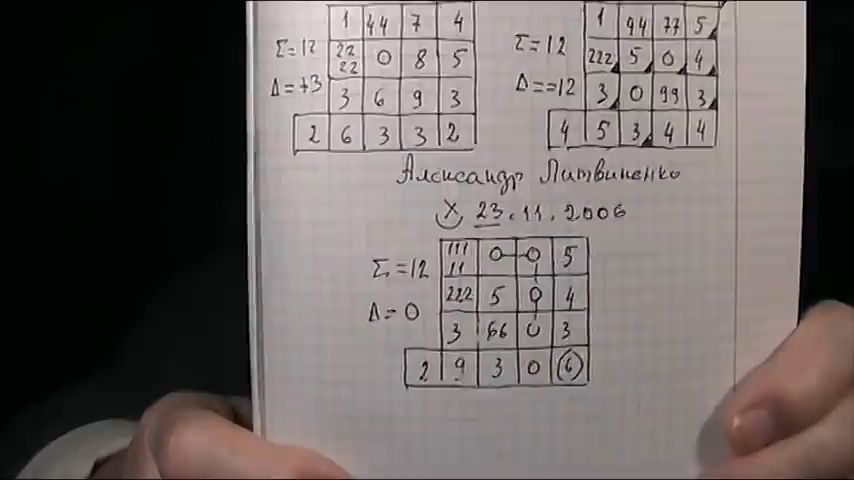 1 44 7 4
Σ=12 22 22 0 8 5
Δ=+3 3 6 9 3
2 6 3 3 2
1 44 77 5
Σ=12 222 5 0 4
Δ==12 3 0 99 3
4 5 3 4 4
Александр Литвиненко
X 23.11.2006
Σ=12 111 11 0 0 5
222 5 0 4
Δ=0 3 66 0 3
2 9 3 0 6